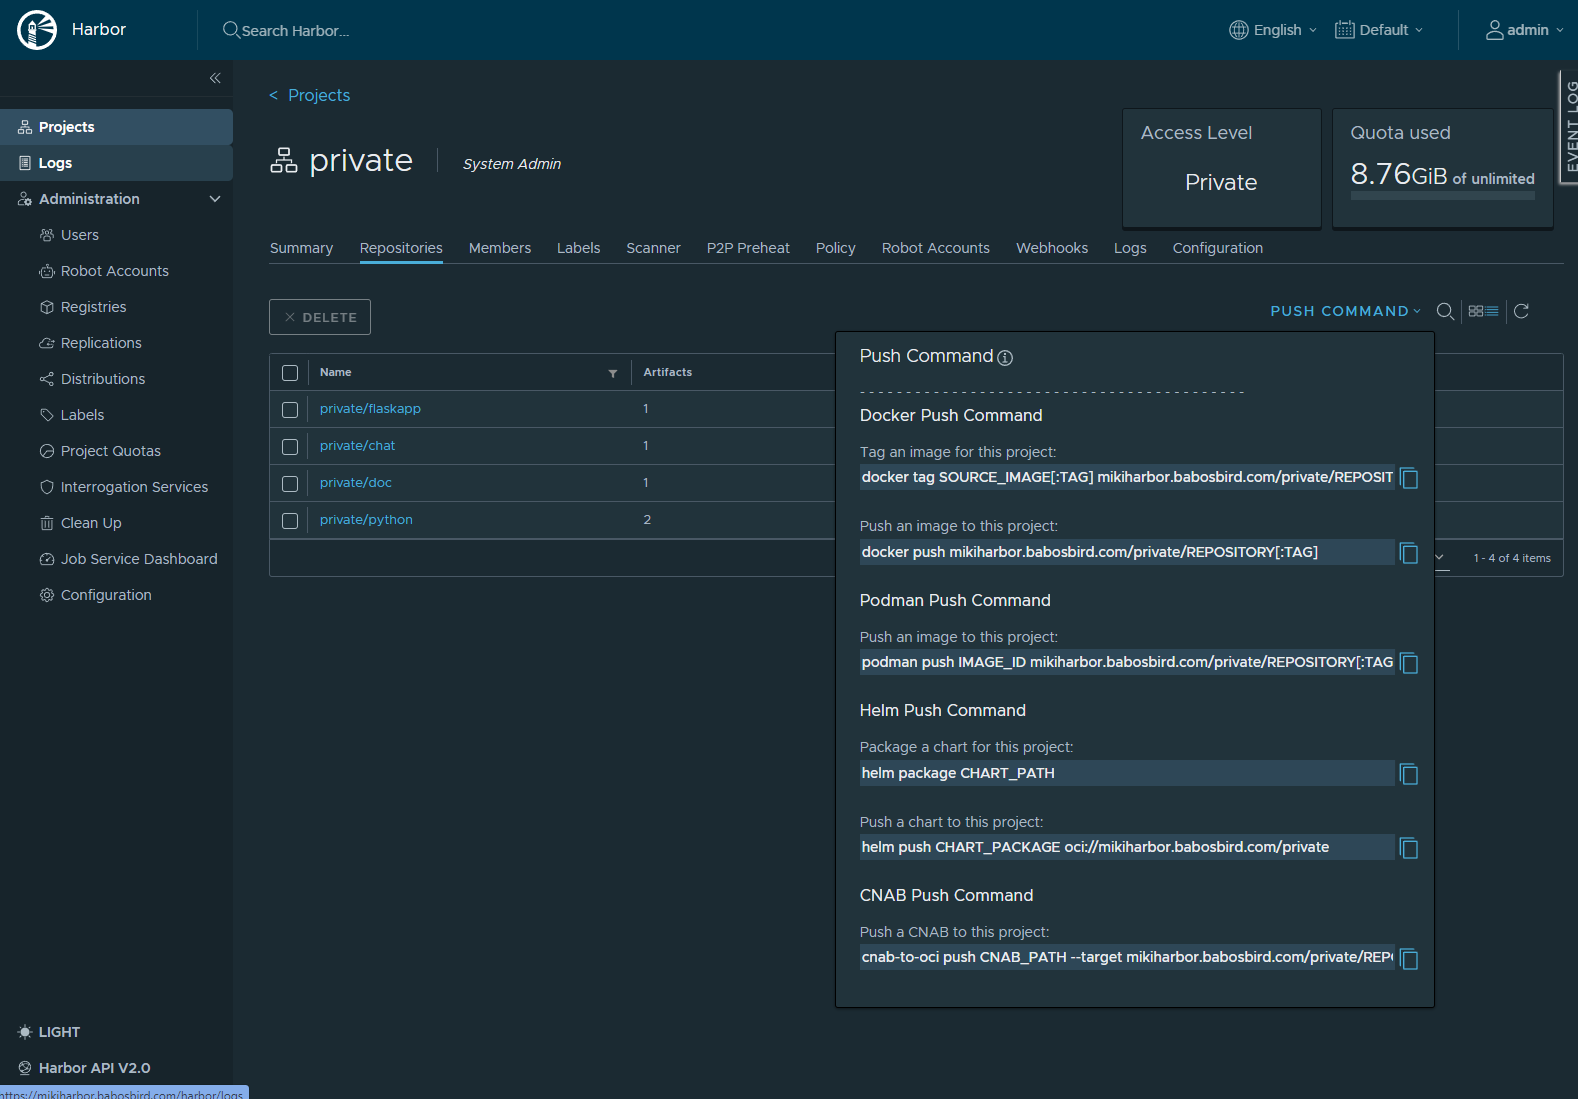 Harbor
Search Harbor...
English
Default
admin
Projects
Logs
Administration
Users
Robot Accounts
Registries
Replications
Distributions
Labels
Project Quotas
Interrogation Services
Clean Up
Job Service Dashboard
Configuration
LIGHT
Harbor API V2.0
https://mikiharbor.babosbird.com/harbor/logs
< Projects
private
System Admin
Access Level
Private
Quota used
8.76GiB of unlimited
EVENT LOG
Summary Repositories Members Labels Scanner P2P Preheat Policy Robot Accounts Webhooks Logs Configuration
DELETE
PUSH COMMAND
Name Artifacts
private/flaskapp 1
private/chat 1
private/doc 1
private/python 2
1 - 4 of 4 items
Push Command
- - - - - - - - - - - - - - - - - - - - - - - - - - - - - - - - - - - - - - - - - -
Docker Push Command
Tag an image for this project:
docker tag SOURCE_IMAGE[:TAG] mikiharbor.babosbird.com/private/REPOSIT
Push an image to this project:
docker push mikiharbor.babosbird.com/private/REPOSITORY[:TAG]
Podman Push Command
Push an image to this project:
podman push IMAGE_ID mikiharbor.babosbird.com/private/REPOSITORY[:TAG
Helm Push Command
Package a chart for this project:
helm package CHART_PATH
Push a chart to this project:
helm push CHART_PACKAGE oci://mikiharbor.babosbird.com/private
CNAB Push Command
Push a CNAB to this project:
cnab-to-oci push CNAB_PATH --target mikiharbor.babosbird.com/private/REP